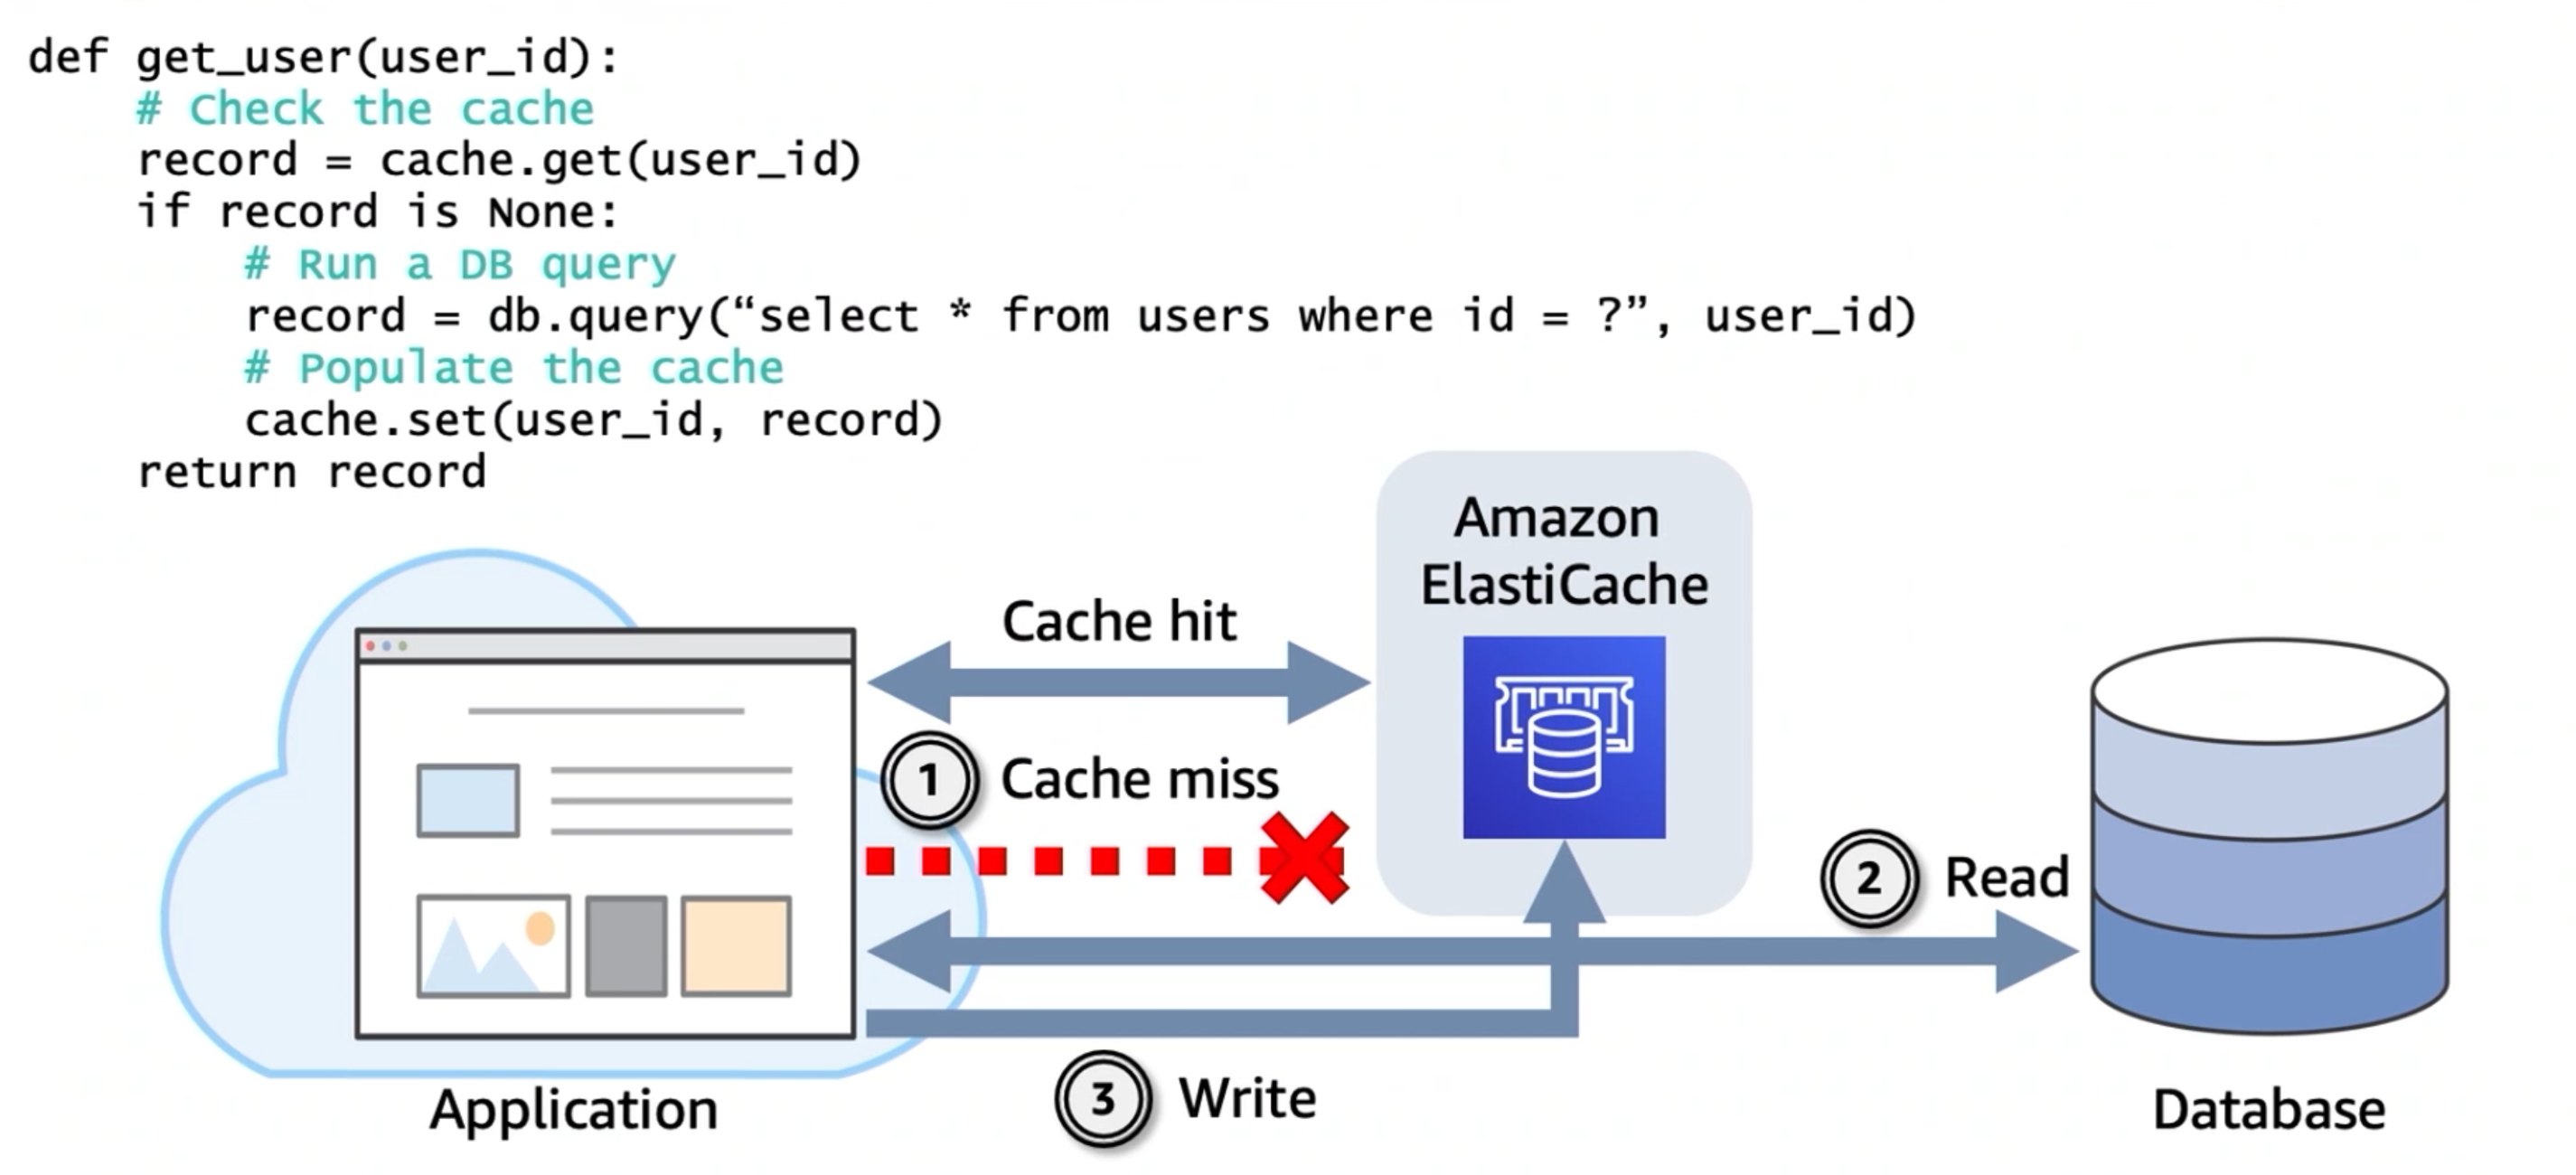 def get_user(user_id):
    # Check the cache
    record = cache.get(user_id)
    if record is None:
        # Run a DB query
        record = db.query(“select * from users where id = ?”, user_id)
        # Populate the cache
        cache.set(user_id, record)
    return record
Amazon
ElastiCache
Cache hit
1 Cache miss
2 Read
3 Write
Application
Database